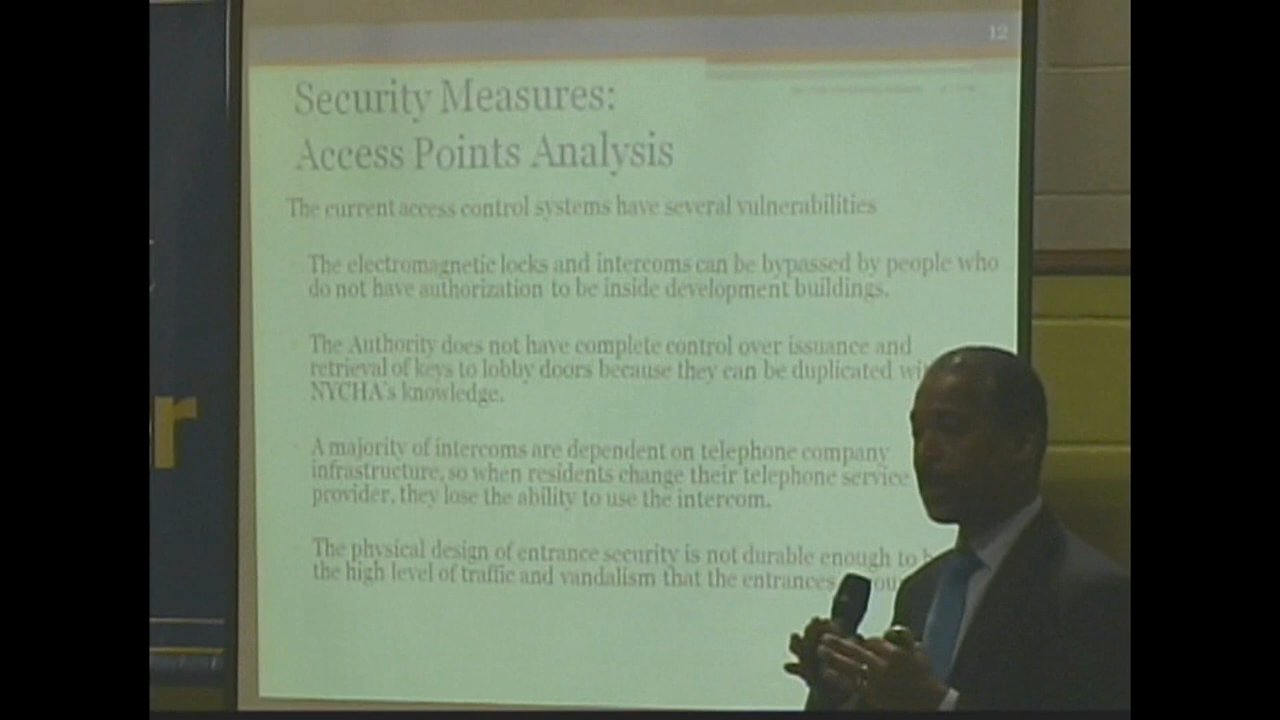 12
Security Measures:
Access Points Analysis
The current access control systems have several vulnerabilities
The electromagnetic locks and intercoms can be bypassed by people who
do not have authorization to be inside development buildings.
The Authority does not have complete control over issuance and
retrieval of keys to lobby doors because they can be duplicated
NYCHA's knowledge.
A majority of intercoms are dependent on telephone company
infrastructure, so when residents change their telephone service
provider, they lose the ability to use the intercom.
The physical design of entrance security is not durable enough to
the high level of traffic and vandalism that the entrances
r